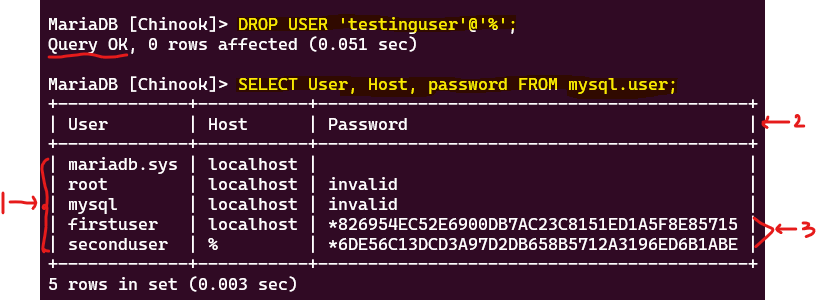 MariaDB [Chinook]> DROP USER 'testinguser'@'%';
Query OK, 0 rows affected (0.051 sec)
MariaDB [Chinook]> SELECT User, Host, password FROM mysql.user;
+-------------+-----------+-------------------------------------------+
| User | Host | Password | 2
+-------------+-----------+-------------------------------------------+
| mariadb.sys | localhost | |
| root | localhost | invalid |
1 | mysql | localhost | invalid |
| firstuser | localhost | *826954EC52E6900DB7AC23C8151ED1A5F8E85715 | 3
| seconduser | % | *6DE56C13DCD3A97D2DB658B5712A3196ED6B1ABE |
+-------------+-----------+-------------------------------------------+
5 rows in set (0.003 sec)